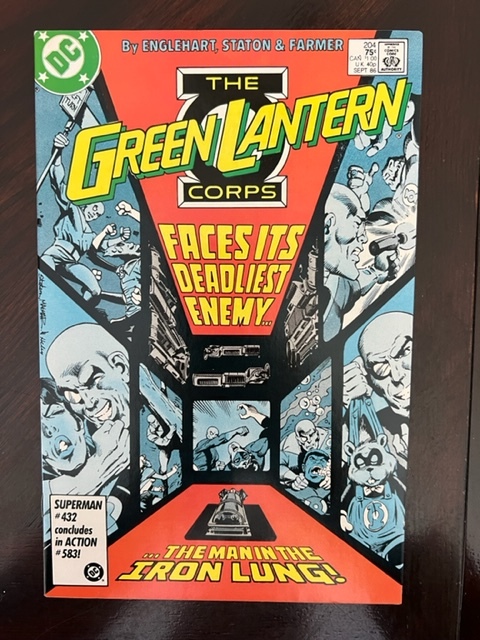 DC
By ENGLEHART, STATON & FARMER
204
75¢
CAN $1.00
U.K. 40p
SEPT 86
APPROVED
BY THE
COMICS
CODE
AUTHORITY
THE
GREEN LANTERN
CORPS
FACES ITS
DEADLIEST
ENEMY...
SUPERMAN
#432
concludes
in ACTION
#583!
DC
...THE MAN IN THE
IRON LUNG!